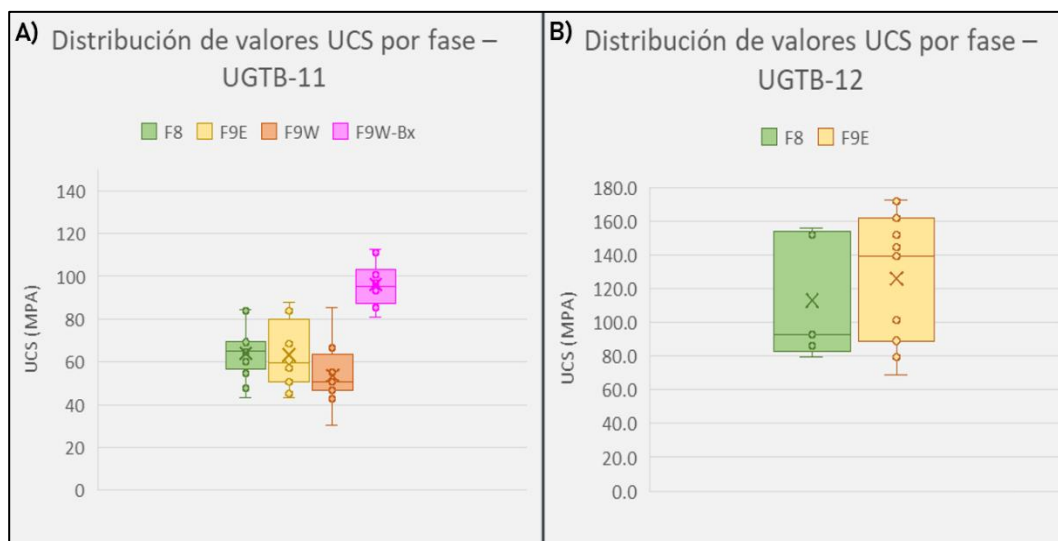 A) Distribución de valores UCS por fase –
UGTB-11
F8 F9E F9W F9W-Bx
UCS (MPA)
140
120
100
80
60
40
20
0
B) Distribución de valores UCS por fase –
UGTB-12
F8 F9E
UCS (MPA)
180.0
160.0
140.0
120.0
100.0
80.0
60.0
40.0
20.0
0.0